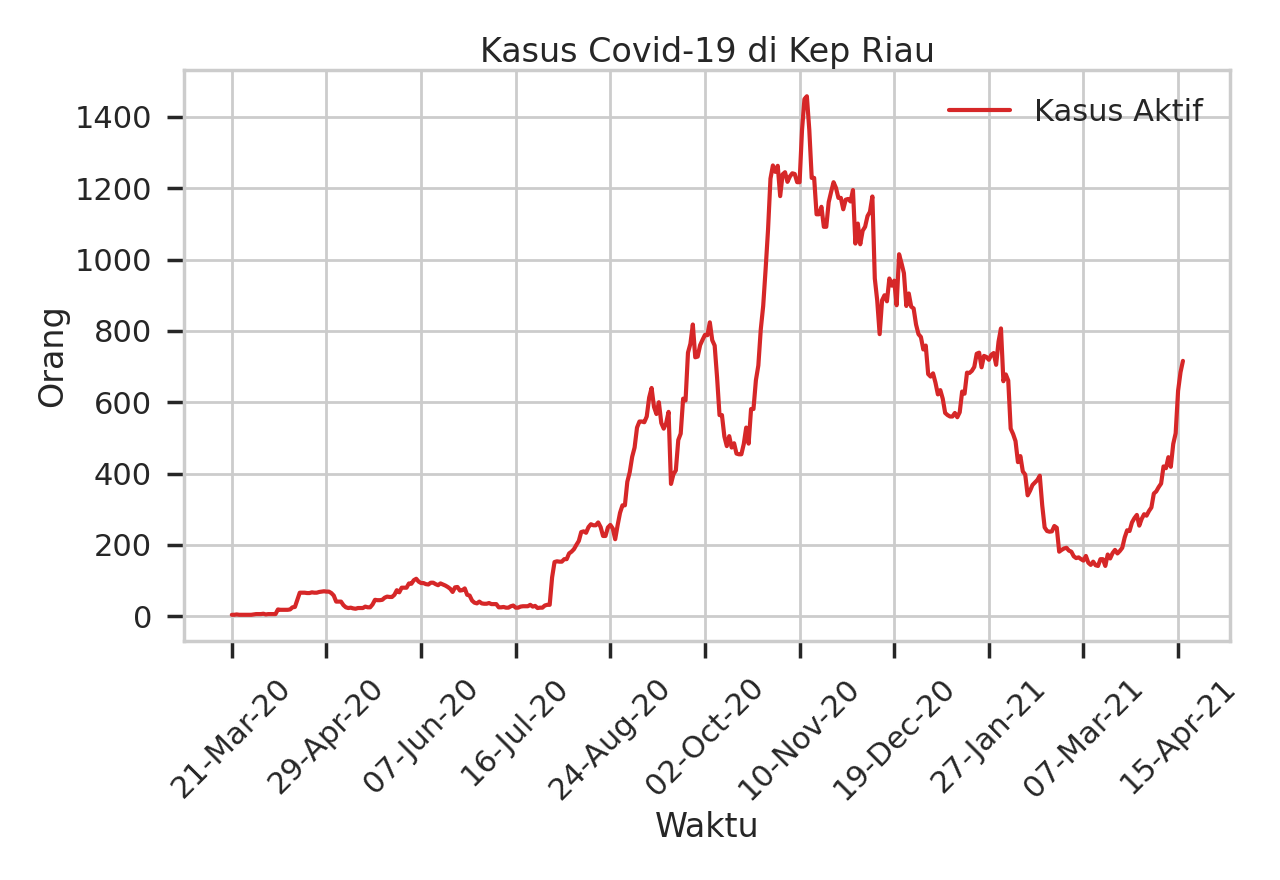 Kasus Covid-19 di Kep Riau
Kasus Aktif
1400
1200
1000
800
600
400
200
0
Orang
21-Mar-20
29-Apr-20
07-Jun-20
16-Jul-20
24-Aug-20
02-Oct-20
10-Nov-20
19-Dec-20
27-Jan-21
07-Mar-21
15-Apr-21
Waktu